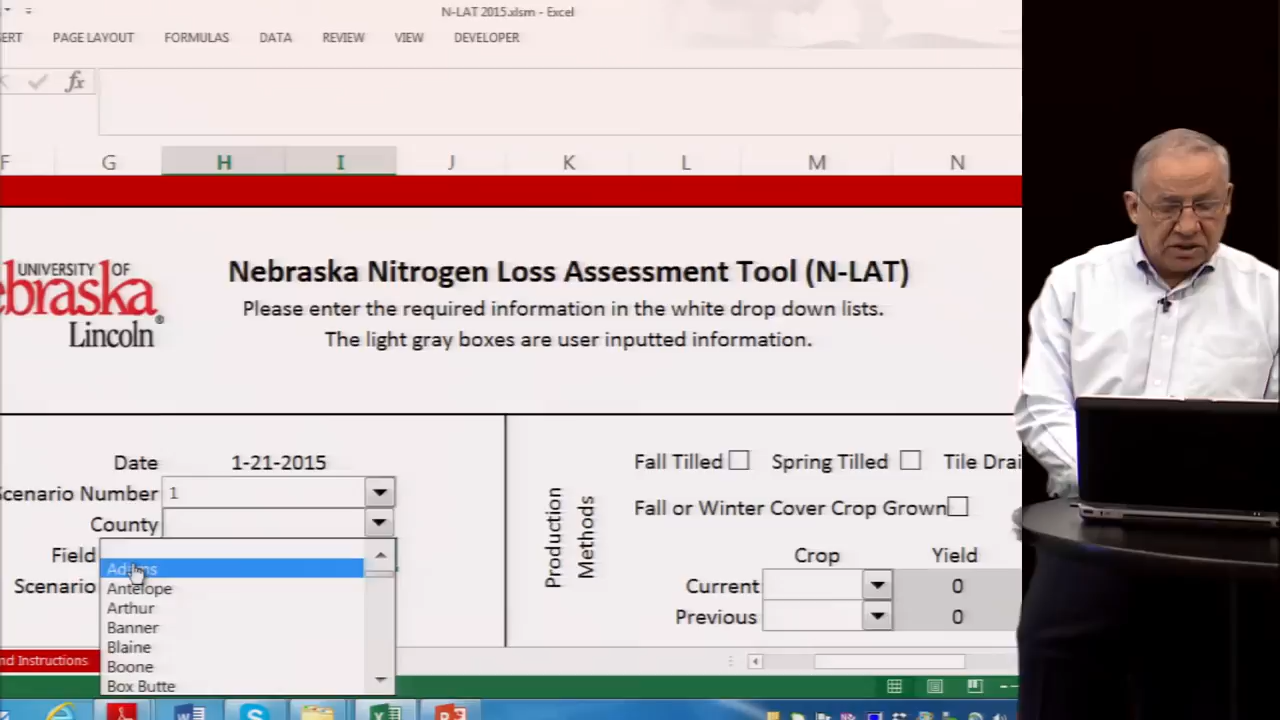 N-LAT 2015.xlsm - Excel
ERT PAGE LAYOUT FORMULAS DATA REVIEW VIEW DEVELOPER
fx
F G H I J K L M N
UNIVERSITY OF
Nebraska
Lincoln®
Nebraska Nitrogen Loss Assessment Tool (N-LAT)
Please enter the required information in the white drop down lists.
The light gray boxes are user inputted information.
Date 1-21-2015
Scenario Number 1
County
Field
Scenario
Adams
Antelope
Arthur
Banner
Blaine
Boone
Box Butte
Production
Methods
Fall Tilled Spring Tilled Tile Drai
Fall or Winter Cover Crop Grown
Crop Yield
Current 0
Previous 0
nd Instructions